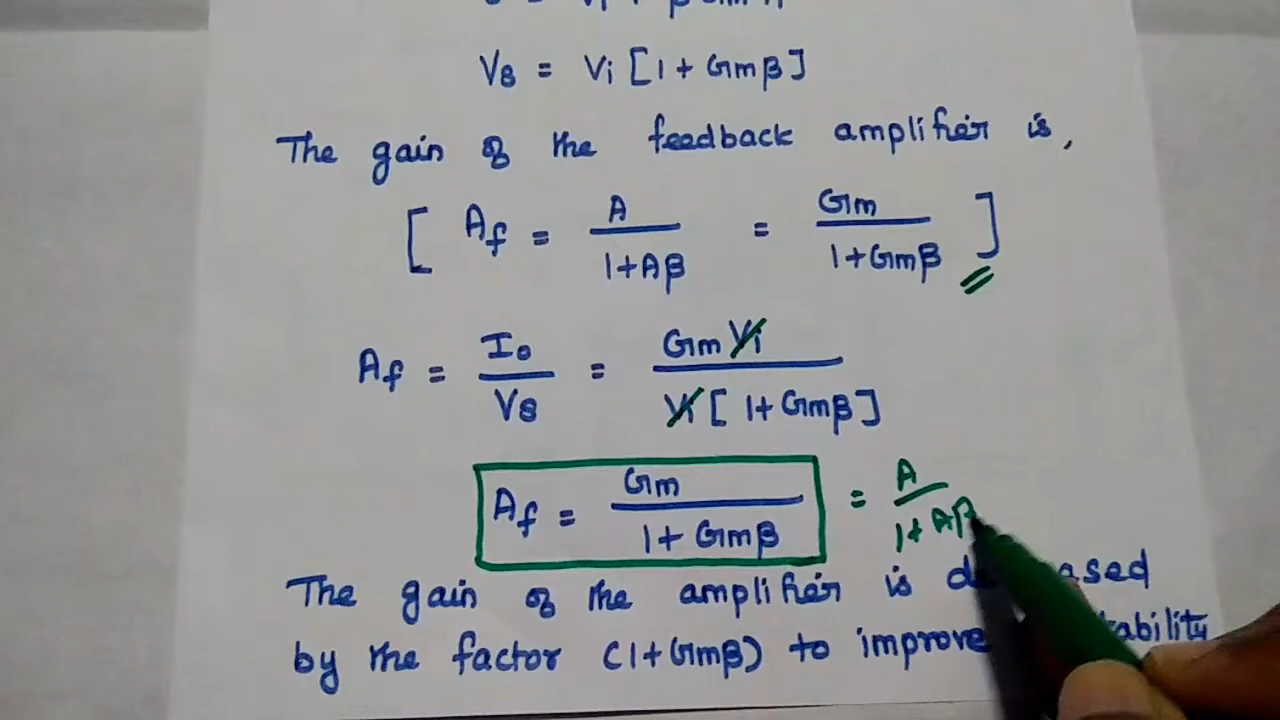 Vs = Vi [1 + Gmβ]
The gain of the feedback amplifier is,
[ Af = A / 1+Aβ = Gm / 1+Gmβ ]
Af = Io / Vs = Gm Vi / Vi [ 1+ Gmβ]
Af = Gm / 1+ Gmβ = A / 1+ Aβ
The gain of the amplifier is
by the factor (1+Gmβ) to improve